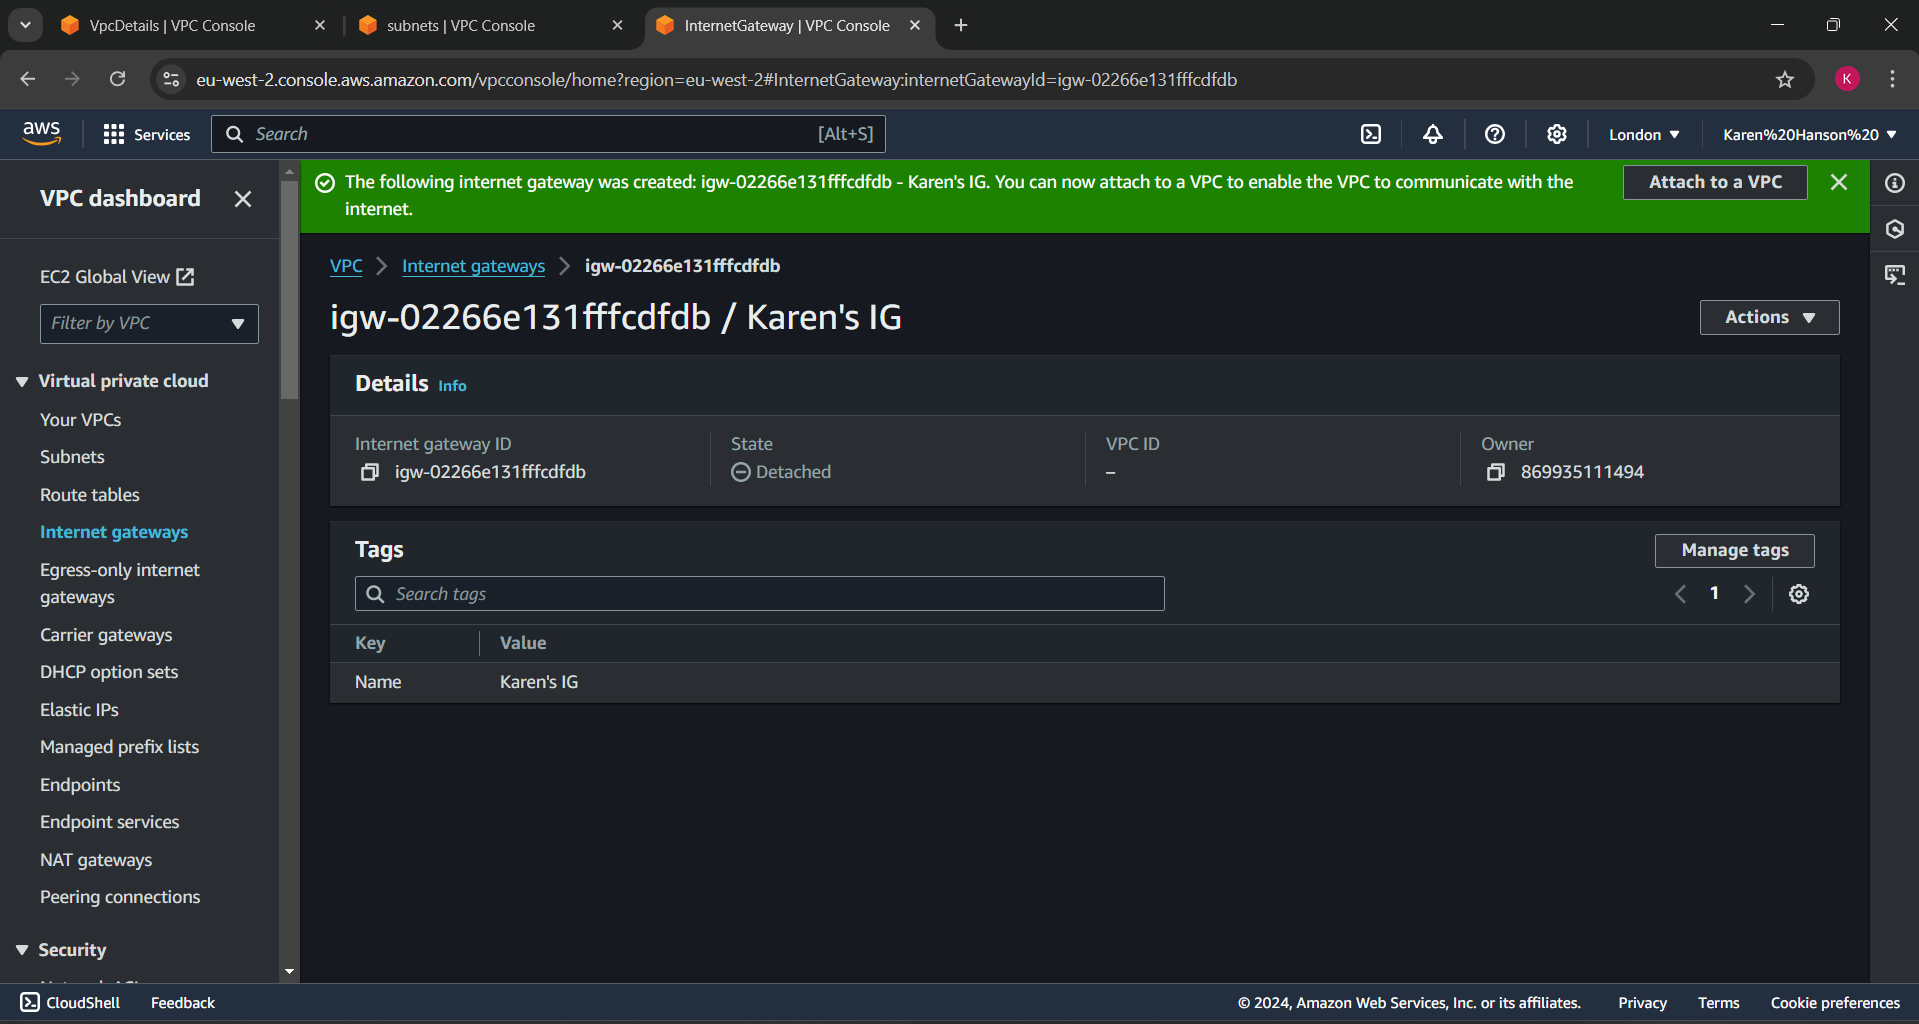 VpcDetails | VPC Console
subnets | VPC Console
InternetGateway | VPC Console
eu-west-2.console.aws.amazon.com/vpcconsole/home?region=eu-west-2#InternetGateway:internetGatewayId=igw-02266e131fffcdfdb
K
aws
Services
Search
[Alt+S]
London
Karen%20Hanson%20
VPC dashboard
EC2 Global View
Filter by VPC
Virtual private cloud
Your VPCs
Subnets
Route tables
Internet gateways
Egress-only internet
gateways
Carrier gateways
DHCP option sets
Elastic IPs
Managed prefix lists
Endpoints
Endpoint services
NAT gateways
Peering connections
Security
The following internet gateway was created: igw-02266e131fffcdfdb - Karen's IG. You can now attach to a VPC to enable the VPC to communicate with the
internet.
Attach to a VPC
VPC
Internet gateways
igw-02266e131fffcdfdb
igw-02266e131fffcdfdb / Karen's IG
Actions
Details Info
Internet gateway ID
igw-02266e131fffcdfdb
State
Detached
VPC ID
–
Owner
869935111494
Tags
Manage tags
Search tags
1
Key Value
Name Karen's IG
CloudShell Feedback
© 2024, Amazon Web Services, Inc. or its affiliates. Privacy Terms Cookie preferences